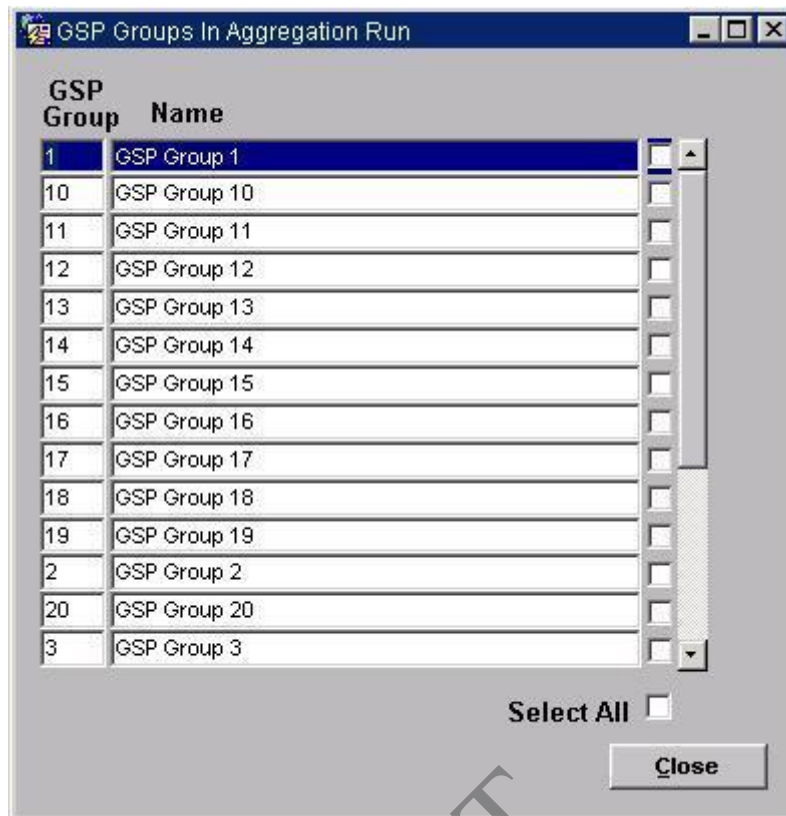 GSP Groups In Aggregation Run
GSP
Group Name
1 GSP Group 1
10 GSP Group 10
11 GSP Group 11
12 GSP Group 12
13 GSP Group 13
14 GSP Group 14
15 GSP Group 15
16 GSP Group 16
17 GSP Group 17
18 GSP Group 18
19 GSP Group 19
2 GSP Group 2
20 GSP Group 20
3 GSP Group 3
Select All
Close